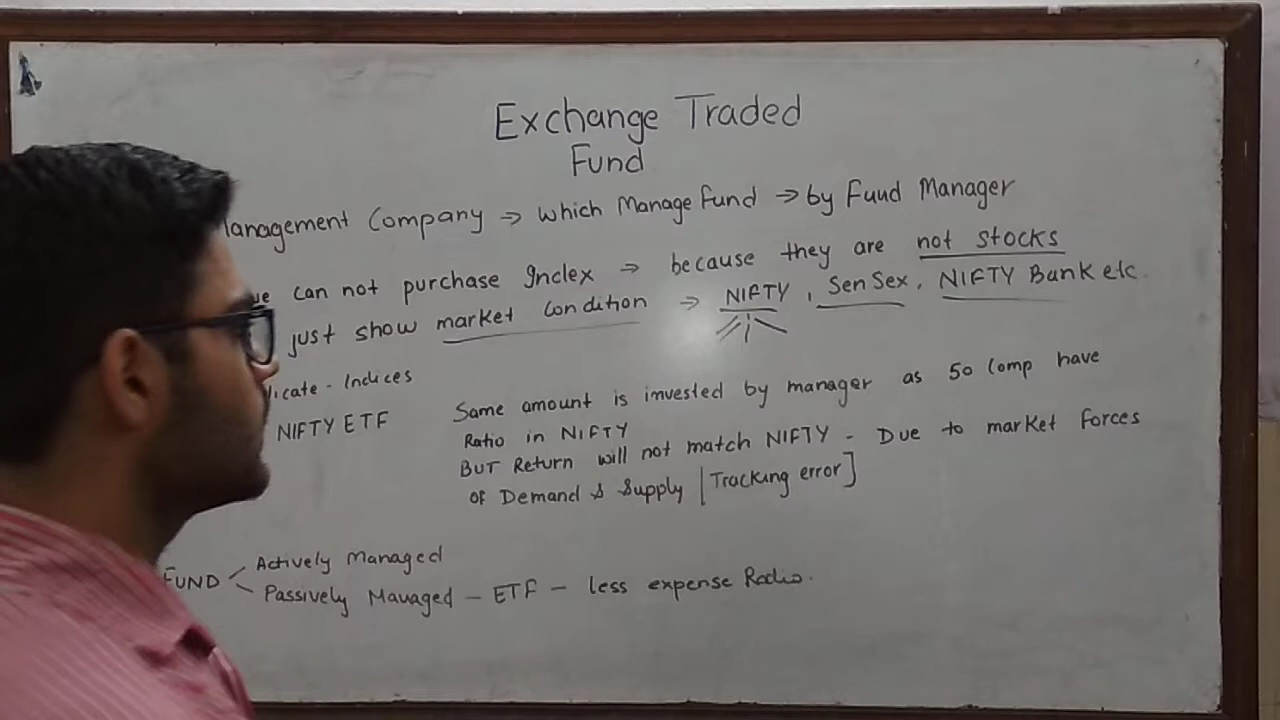 Exchange Traded
Fund
Management Company ⇒ which Manage Fund → by Fuud Manager
can not purchase Index ⇒ because they are not stocks
just show market condition ⇒ NIFTY, SenSex, NIFTY Bank etc.
licate - Indices
NIFTY ETF
Same amount is invested by manager as 50 Comp have
Ratio in NIFTY
BUT Return will not match NIFTY - Due to market forces
of Demand & Supply [Tracking error]
FUND
Actively Managed
Passively Managed - ETF - less expense Ratio.